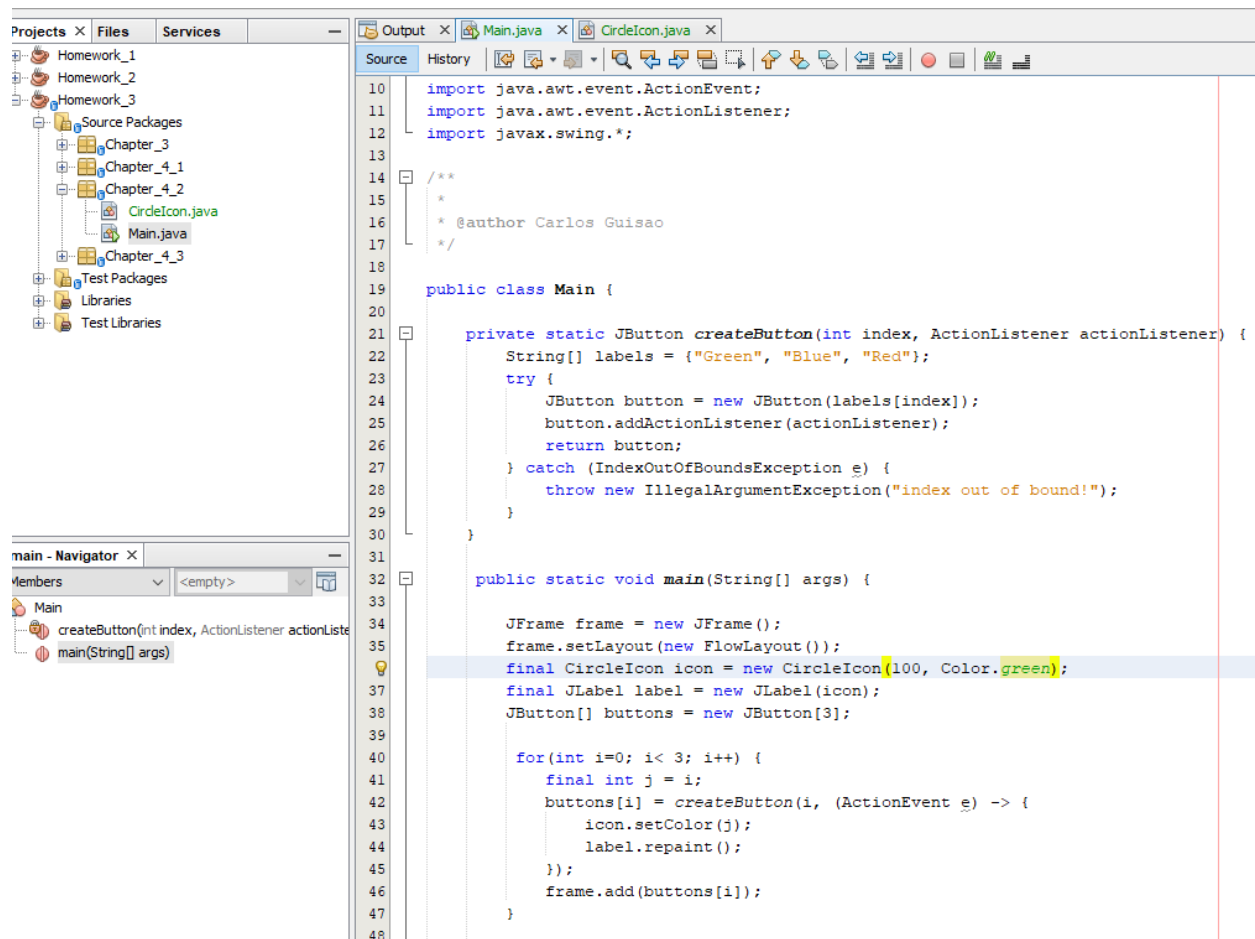 Projects × Files Services
Homework_1
Homework_2
Homework_3
Source Packages
Chapter_3
Chapter_4_1
Chapter_4_2
CircleIcon.java
Main.java
Chapter_4_3
Test Packages
Libraries
Test Libraries
main - Navigator ×
Members <empty>
Main
createButton(int index, ActionListener actionListe
main(String[] args)
Output × Main.java × CircleIcon.java ×
Source History
10 import java.awt.event.ActionEvent;
11 import java.awt.event.ActionListener;
12 import javax.swing.*;
13
14 /**
15 *
16 * @author Carlos Guisao
17 */
18
19 public class Main {
20
21 private static JButton createButton(int index, ActionListener actionListener) {
22 String[] labels = {"Green", "Blue", "Red"};
23 try {
24 JButton button = new JButton(labels[index]);
25 button.addActionListener(actionListener);
26 return button;
27 } catch (IndexOutOfBoundsException e) {
28 throw new IllegalArgumentException("index out of bound!");
29 }
30 }
31
32 public static void main(String[] args) {
33
34 JFrame frame = new JFrame();
35 frame.setLayout(new FlowLayout());
final CircleIcon icon = new CircleIcon(100, Color.green);
37 final JLabel label = new JLabel(icon);
38 JButton[] buttons = new JButton[3];
39
40 for(int i=0; i< 3; i++) {
41 final int j = i;
42 buttons[i] = createButton(i, (ActionEvent e) -> {
43 icon.setColor(j);
44 label.repaint();
45 });
46 frame.add(buttons[i]);
47 }
48